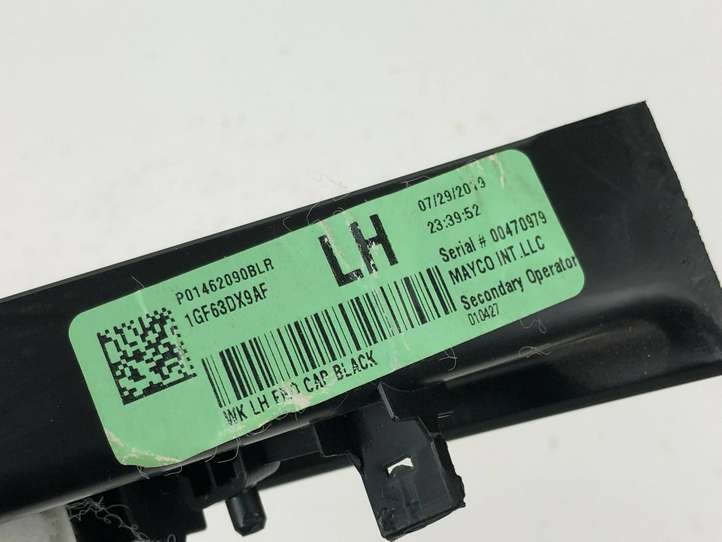 P01462090BLR
1GF63DX9AF
LH
07/29/2019
23:39:52
Serial # 00470979
MAYCO INT.LLC
Secondary Operator
010427
WK LH END CAP BLACK